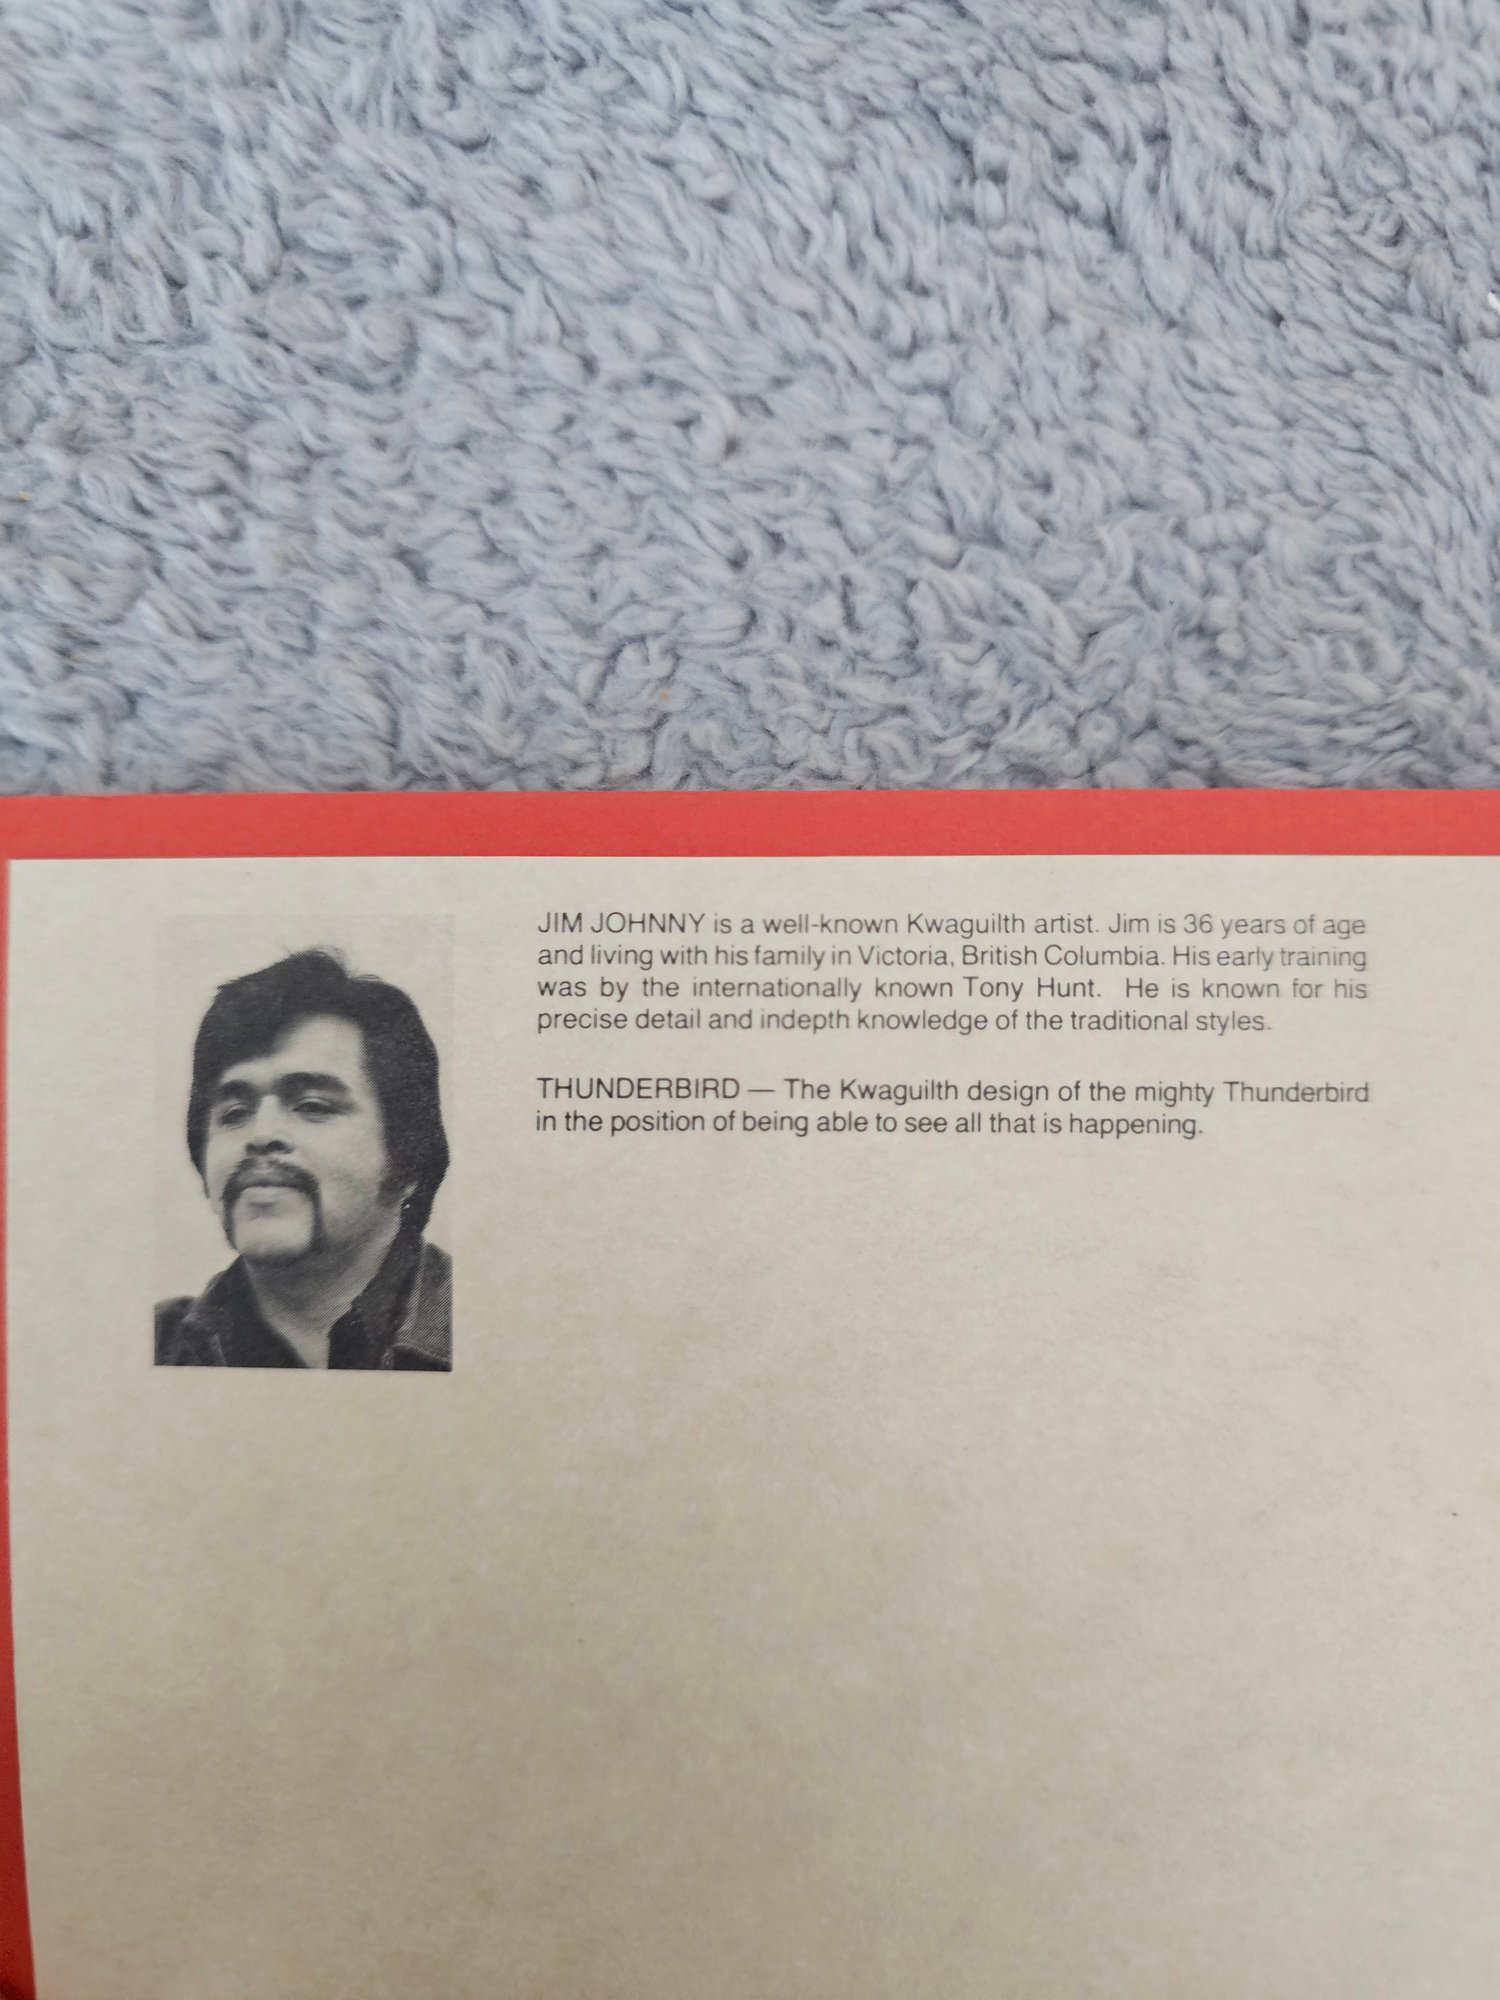 JIM JOHNNY is a well-known Kwaguilth artist. Jim is 36 years of age
and living with his family in Victoria, British Columbia. His early training
was by the internationally known Tony Hunt. He is known for his
precise detail and indepth knowledge of the traditional styles.
THUNDERBIRD — The Kwaguilth design of the mighty Thunderbird
in the position of being able to see all that is happening.